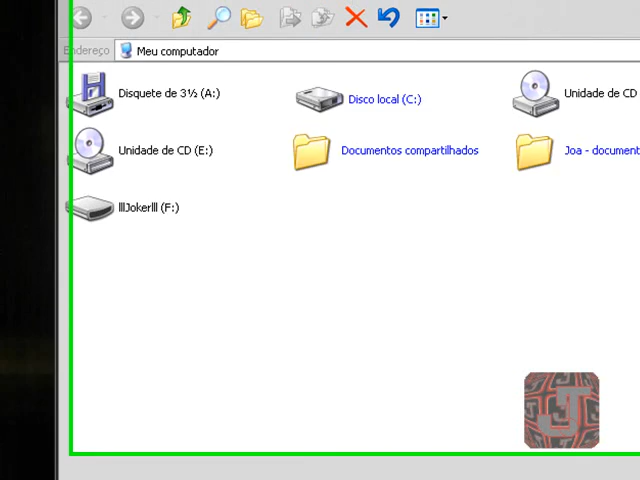 Endereço Meu computador
Disquete de 3½ (A:) Disco local (C:) Unidade de CD
Unidade de CD (E:) Documentos compartilhados Joa - document
lllJokerlll (F:)
J